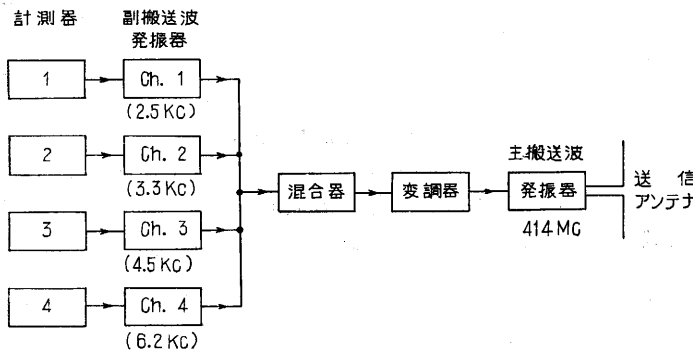 計測器
副搬送波
発振器
1
Ch. 1
(2.5 KC)
2
Ch. 2
(3.3 KC)
3
Ch. 3
(4.5 KC)
4
Ch. 4
(6.2 KC)
混合器
変調器
主搬送波
発振器
414 MC
送信
アンテナ